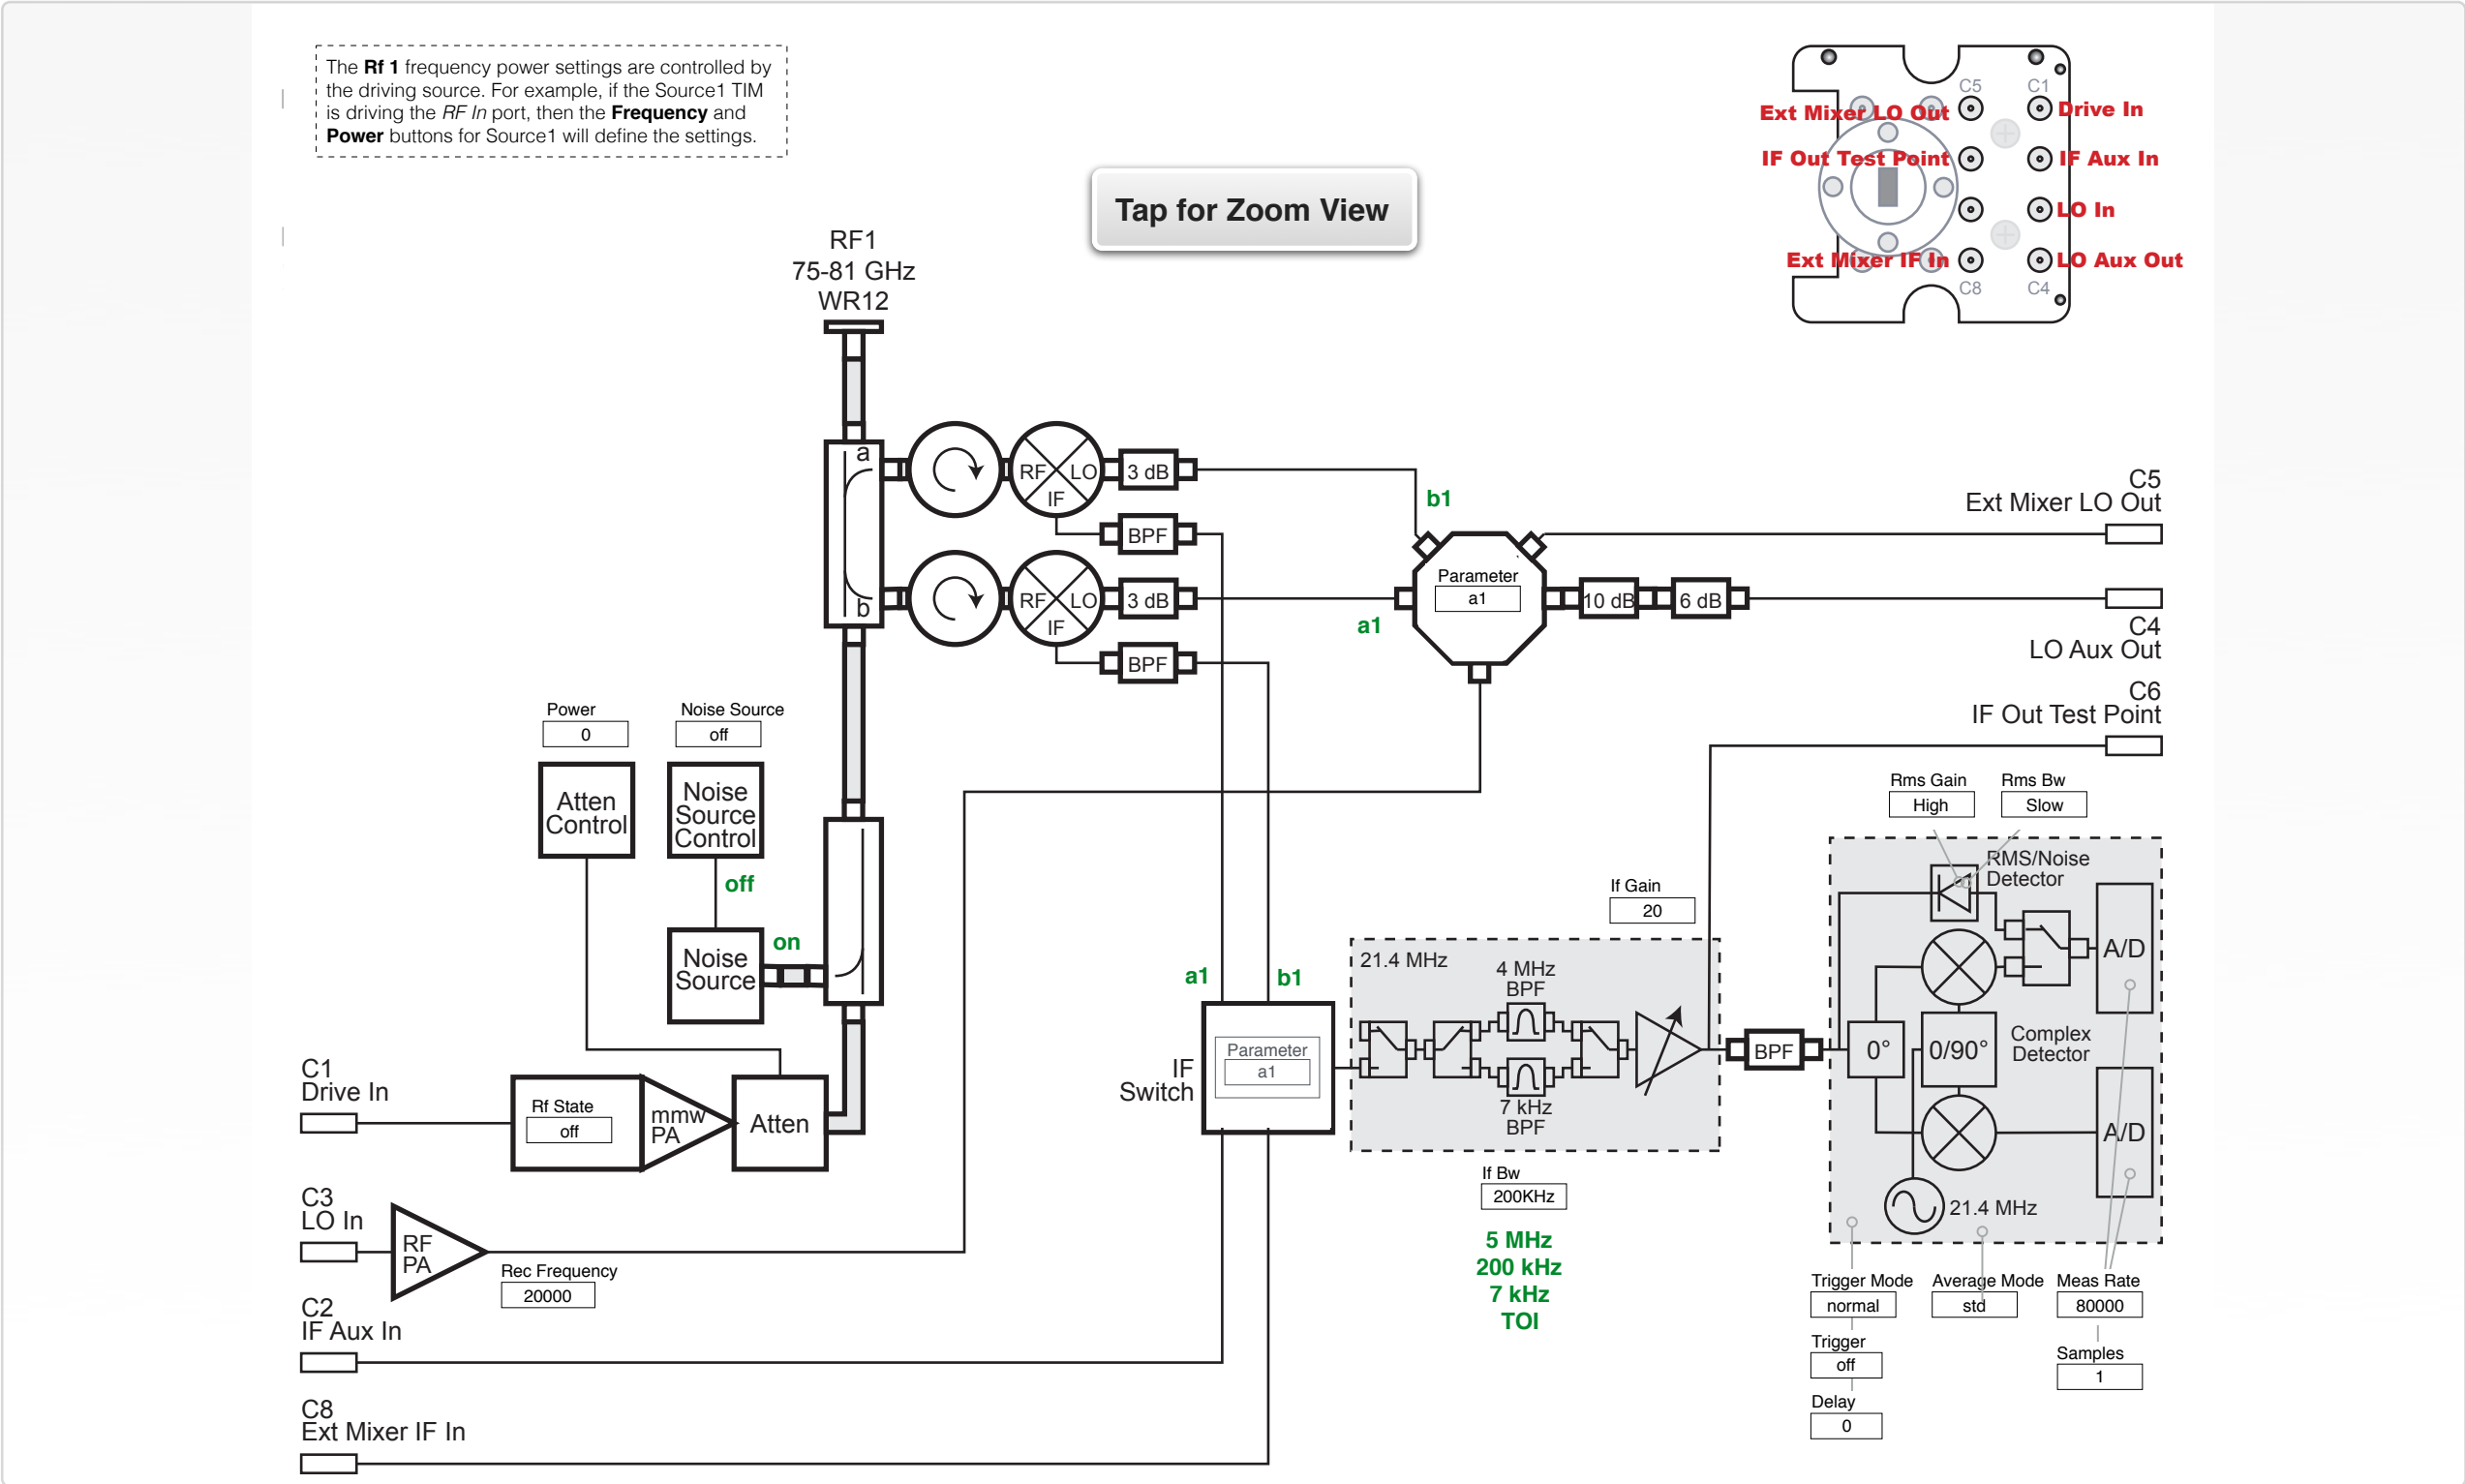 The Rf 1 frequency power settings are controlled by
the driving source. For example, if the Source1 TIM
is driving the RF In port, then the Frequency and
Power buttons for Source1 will define the settings.
Tap for Zoom View
C5
C1
Ext Mixer LO Out
Drive In
IF Out Test Point
IF Aux In
LO In
Ext Mixer IF In
LO Aux Out
C8
C4
RF1
75-81 GHz
WR12
a
RF
LO
IF
3 dB
BPF
b
RF
LO
IF
3 dB
BPF
b1
a1
Parameter
a1
10 dB
6 dB
C5
Ext Mixer LO Out
C4
LO Aux Out
C6
IF Out Test Point
Power
0
Noise Source
off
Atten
Control
Noise
Source
Control
off
Noise
Source
on
C1
Drive In
Rf State
off
mmw
PA
Atten
C3
LO In
RF
PA
Rec Frequency
20000
C2
IF Aux In
C8
Ext Mixer IF In
a1
b1
IF
Switch
Parameter
a1
21.4 MHz
4 MHz
BPF
7 kHz
BPF
If Gain
20
If Bw
200KHz
5 MHz
200 kHz
7 kHz
TOI
BPF
Rms Gain
High
Rms Bw
Slow
RMS/Noise
Detector
A/D
0°
0/90°
Complex
Detector
A/D
21.4 MHz
Trigger Mode
normal
Average Mode
std
Meas Rate
80000
Trigger
off
Samples
1
Delay
0